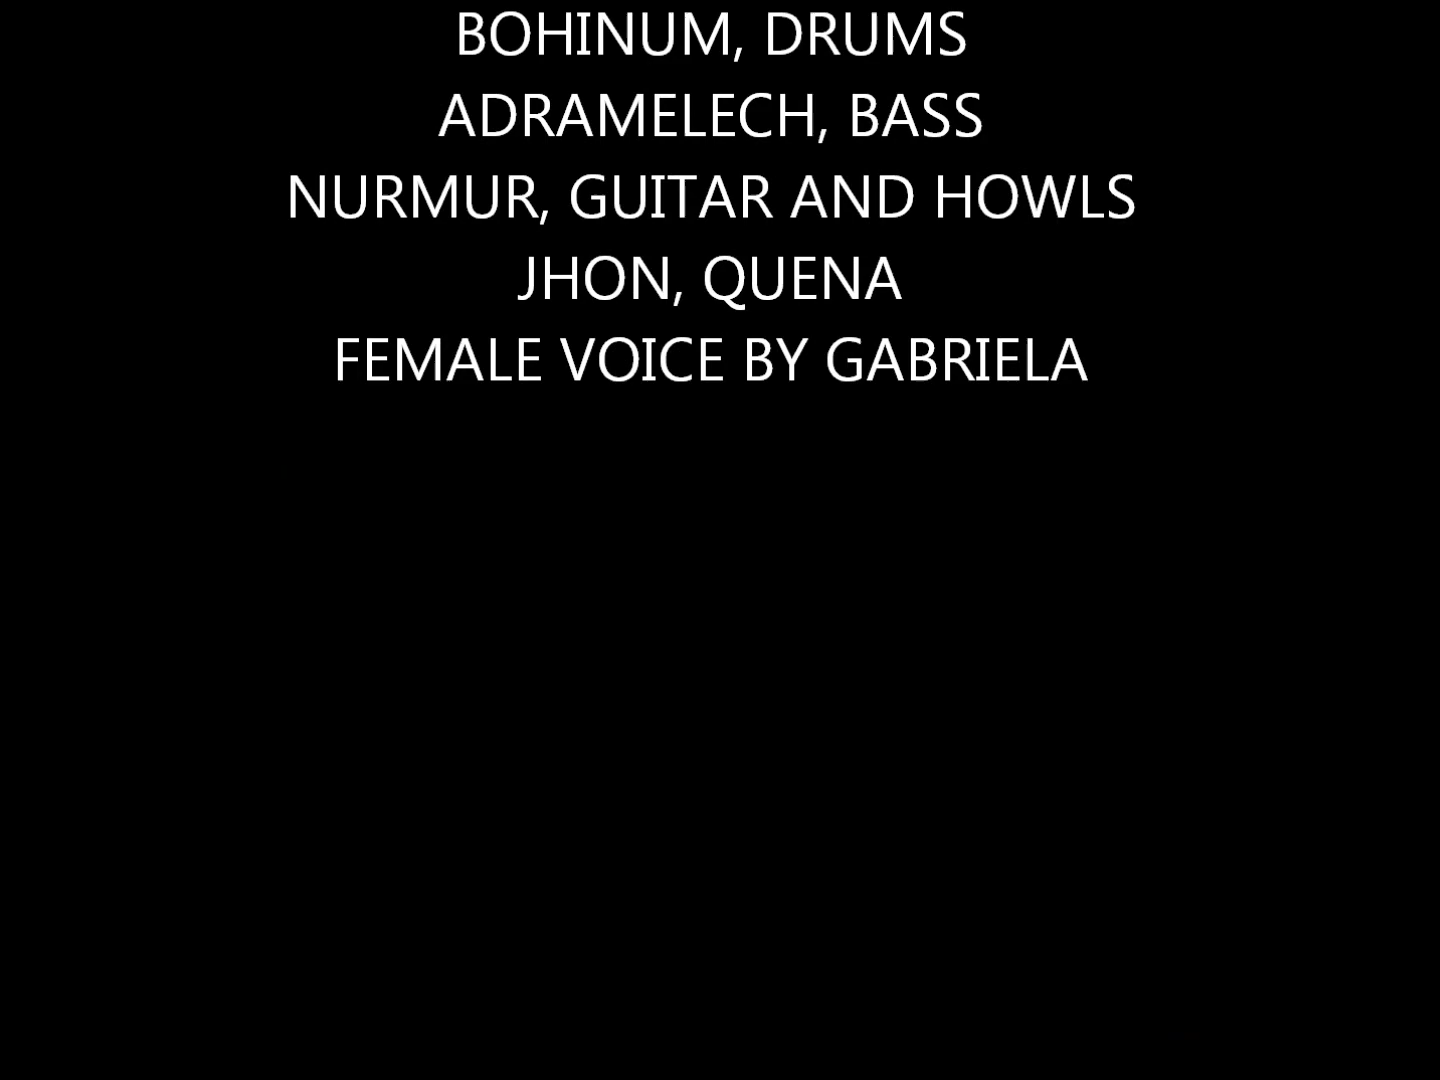 BOHINUM, DRUMS
ADRAMELECH, BASS
NURMUR, GUITAR AND HOWLS
JHON, QUENA
FEMALE VOICE BY GABRIELA